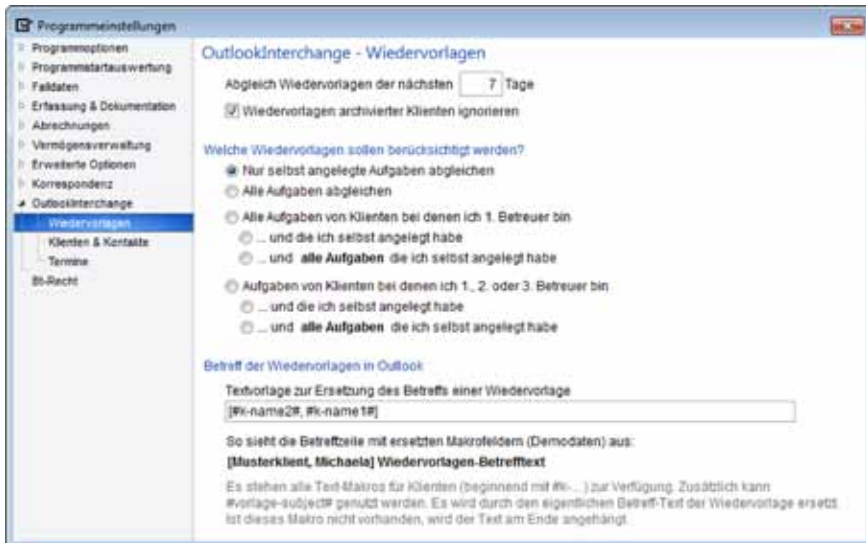 Programmeinstellungen
Programmoptionen
Programmstartauswertung
Falldaten
Erfassung & Dokumentation
Abrechnungen
Vermögensverwaltung
Erweiterte Optionen
Korrespondenz
OutlookInterchange
Wiedervorlagen
Klienten & Kontakte
Termine
Bt-Recht
OutlookInterchange - Wiedervorlagen
Abgleich Wiedervorlagen der nächsten 7 Tage
Wiedervorlagen archivierter Klienten ignorieren
Welche Wiedervorlagen sollen berücksichtigt werden?
Nur selbst angelegte Aufgaben abgleichen
Alle Aufgaben abgleichen
Alle Aufgaben von Klienten bei denen ich 1. Betreuer bin
... und die ich selbst angelegt habe
... und alle Aufgaben die ich selbst angelegt habe
Aufgaben von Klienten bei denen ich 1., 2. oder 3. Betreuer bin
... und die ich selbst angelegt habe
... und alle Aufgaben die ich selbst angelegt habe
Betreff der Wiedervorlagen in Outlook
Textvorlage zur Ersetzung des Betreffs einer Wiedervorlage
[#k-name2#, #k-name1#]
So sieht die Betreffzeile mit ersetzten Makrofeldern (Demodaten) aus:
[Musterklient, Michaela] Wiedervorlagen-Betrefftext
Es stehen alle Text-Makros für Klienten (beginnend mit #k-...) zur Verfügung. Zusätzlich kann
#vorlage-subject# genutzt werden. Es wird durch den eigentlichen Betreff-Text der Wiedervorlage ersetzt.
Ist dieses Makro nicht vorhanden, wird der Text am Ende angehängt.